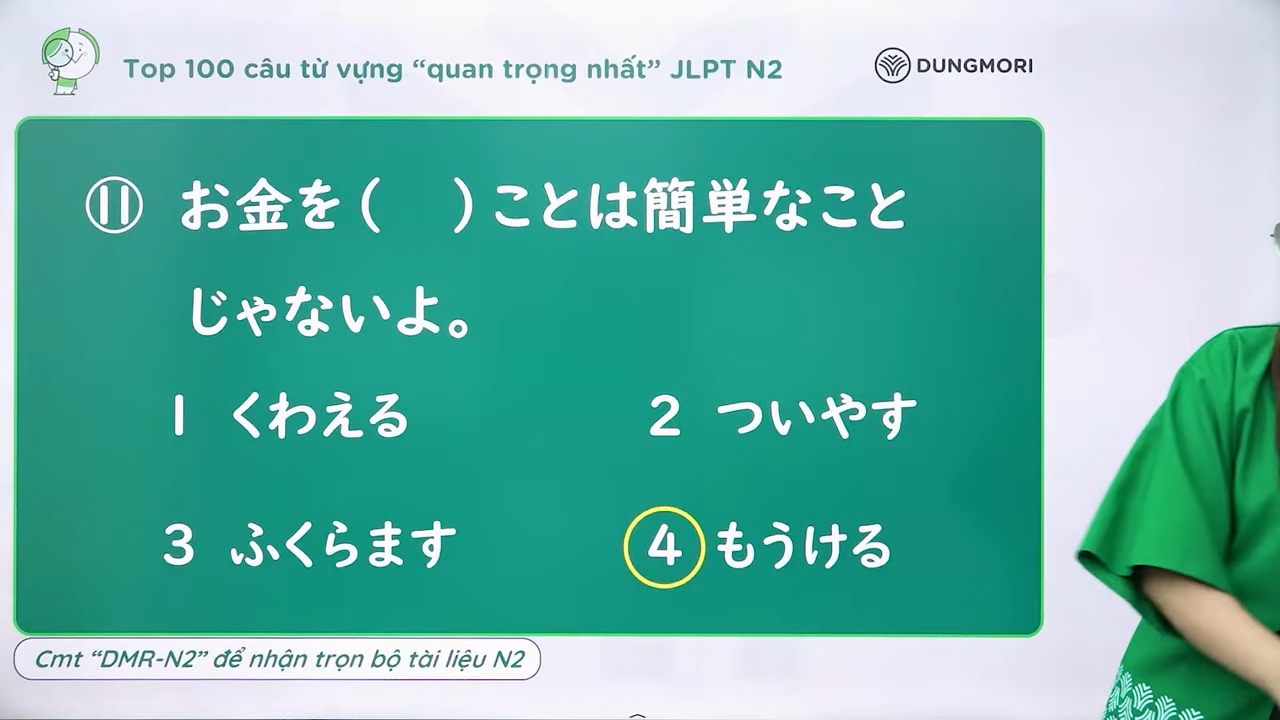 Top 100 câu từ vựng “quan trọng nhất” JLPT N2
DUNGMORI
⑪ お金を（　）ことは簡単なこと
じゃないよ。
1 くわえる
2 ついやす
3 ふくらます
4 もうける
Cmt “DMR-N2” để nhận trọn bộ tài liệu N2